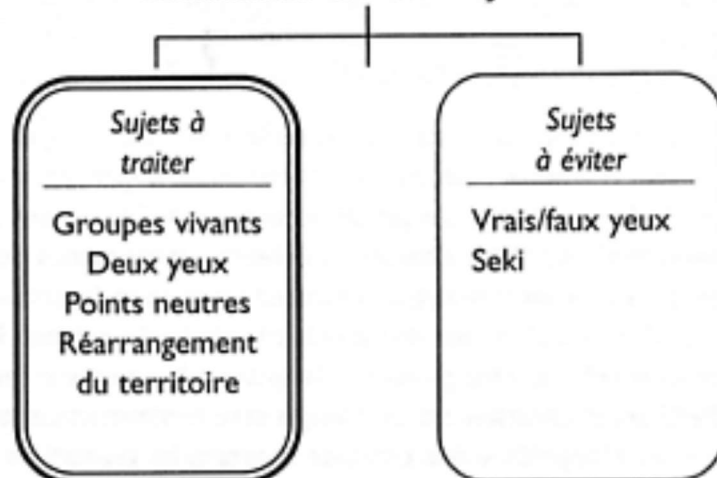 Sujets à
traiter
Groupes vivants
Deux yeux
Points neutres
Réarrangement
du territoire
Sujets
à éviter
Vrais/faux yeux
Seki